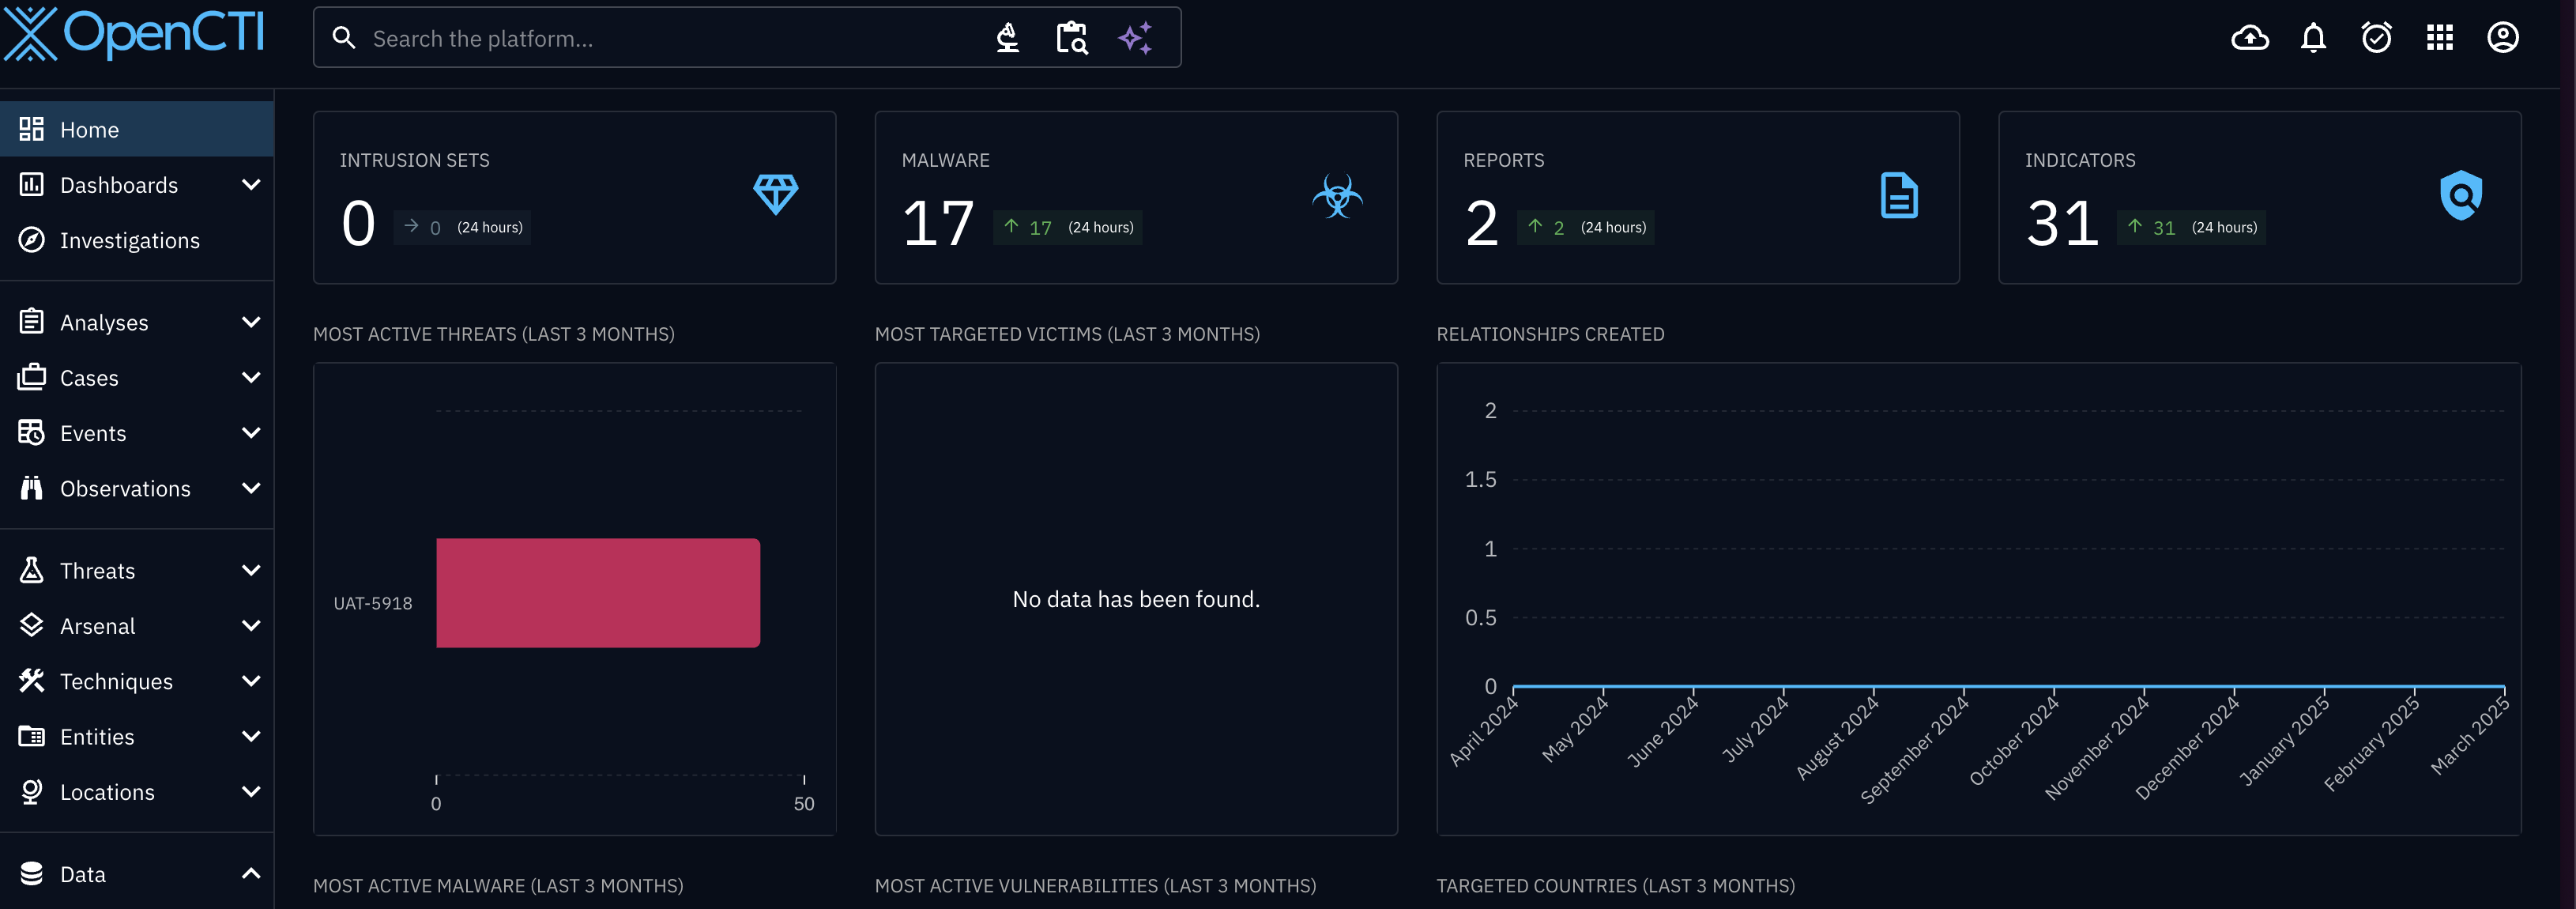 OpenCTI
Search the platform...
Home
Dashboards
Investigations
Analyses
Cases
Events
Observations
Threats
Arsenal
Techniques
Entities
Locations
Data
INTRUSION SETS
0 0 (24 hours)
MALWARE
17 17 (24 hours)
REPORTS
2 2 (24 hours)
INDICATORS
31 31 (24 hours)
MOST ACTIVE THREATS (LAST 3 MONTHS)
UAT-5918
0 50
MOST TARGETED VICTIMS (LAST 3 MONTHS)
No data has been found.
RELATIONSHIPS CREATED
2
1.5
1
0.5
0
April 2024
May 2024
June 2024
July 2024
August 2024
September 2024
October 2024
November 2024
December 2024
January 2025
February 2025
March 2025
MOST ACTIVE MALWARE (LAST 3 MONTHS)
MOST ACTIVE VULNERABILITIES (LAST 3 MONTHS)
TARGETED COUNTRIES (LAST 3 MONTHS)